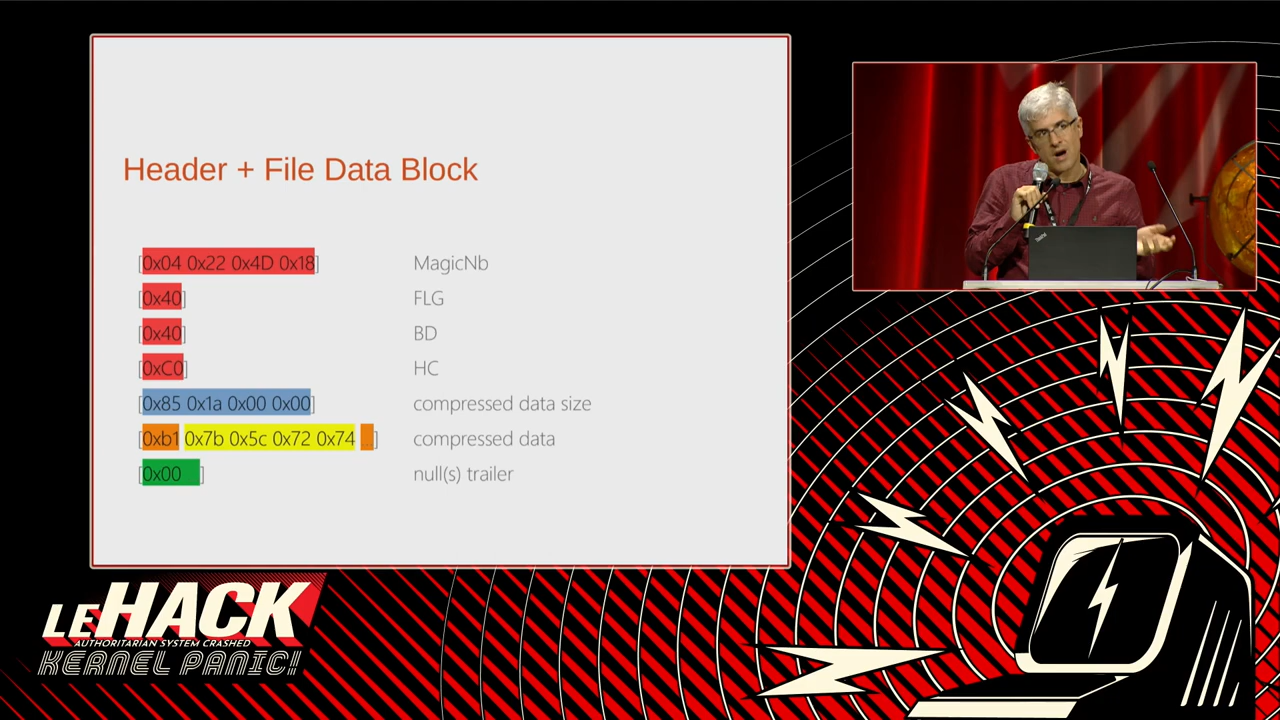 Header + File Data Block
[0x04 0x22 0x4D 0x18] MagicNb
[0x40] FLG
[0x40] BD
[0xC0] HC
[0x85 0x1a 0x00 0x00] compressed data size
[0xb1 0x7b 0x5c 0x72 0x74 ...] compressed data
[0x00 ] null(s) trailer
ThinkPad
LEHACK
AUTHORITARIAN SYSTEM CRASHED
KERNEL PANIC!